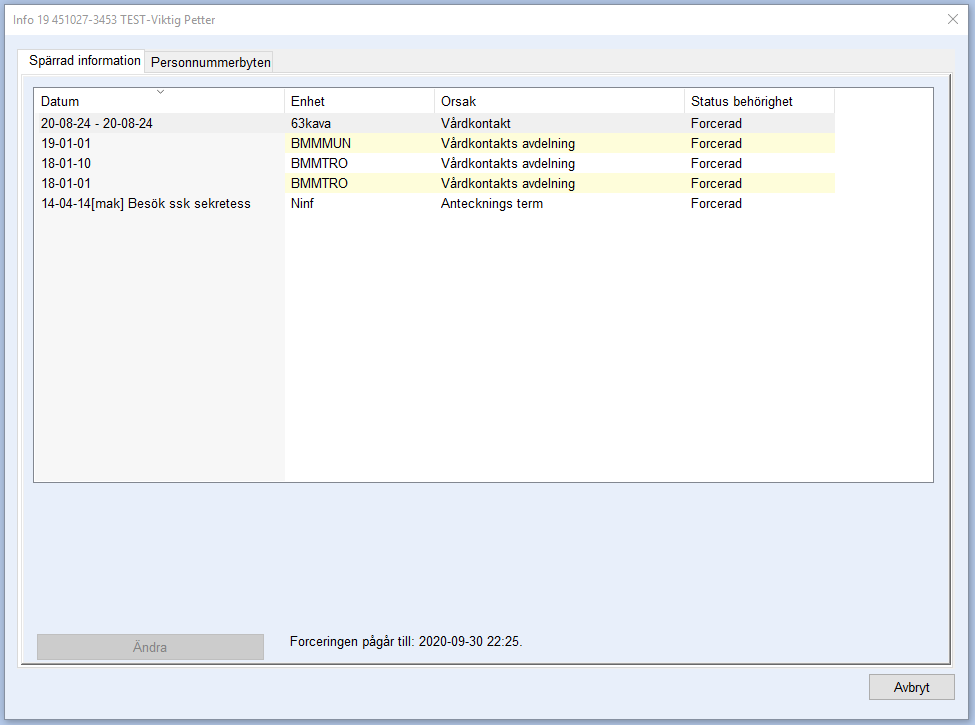 Info 19 451027-3453 TEST-Viktig Petter
Spärrad information Personnummerbyten
Datum Enhet Orsak Status behörighet
20-08-24 - 20-08-24 63kava Vårdkontakt Forcerad
19-01-01 BMMMUN Vårdkontakts avdelning Forcerad
18-01-10 BMMTRO Vårdkontakts avdelning Forcerad
18-01-01 BMMTRO Vårdkontakts avdelning Forcerad
14-04-14[mak] Besök ssk sekretess Ninf Antecknings term Forcerad
Ändra Forceringen pågår till: 2020-09-30 22:25.
Avbryt